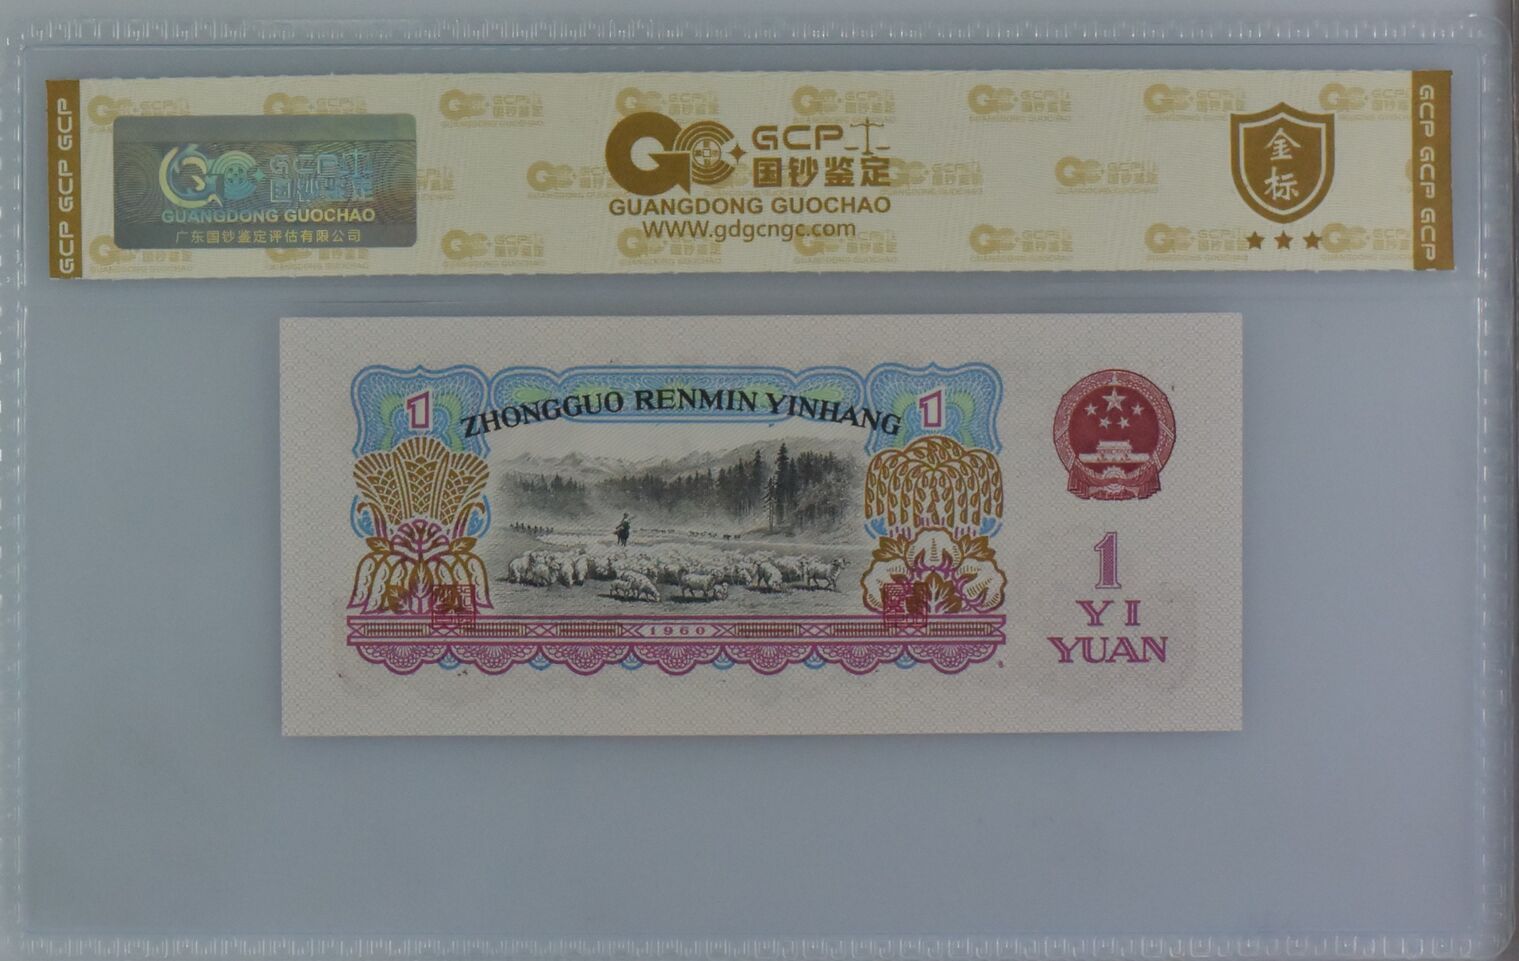 GCP GCP GCP
GCP
国钞鉴定
GUANGDONG GUOCHAO
广东国钞鉴定评估有限公司
GCP
国钞鉴定
GUANGDONG GUOCHAO
WWW.gdgcngc.com
金
标
GCP GCP GCP
1
ZHONGGUO RENMIN YINHANG
1
1960
1
YI
YUAN